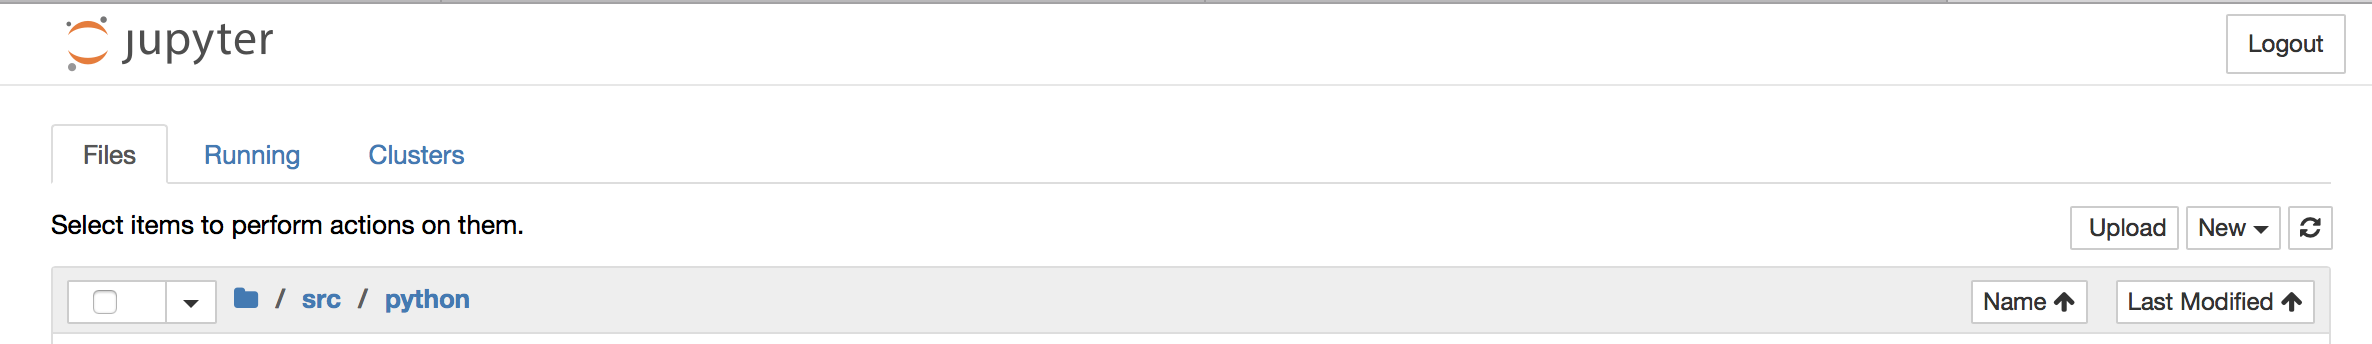 jupyter
Logout
Files Running Clusters
Select items to perform actions on them.
Upload New
/ src / python
Name Last Modified